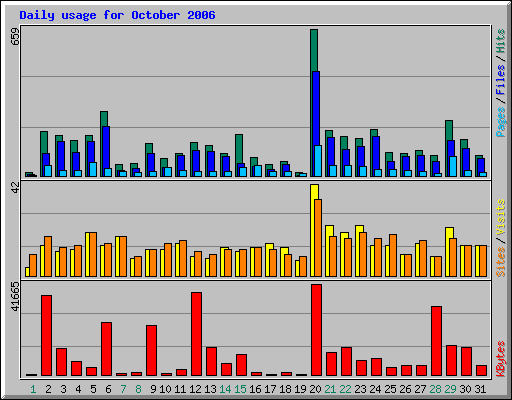 Daily usage for October 2006
659
Pages / Files / Hits
42
Sites / Visits
41665
KBytes
1 2 3 4 5 6 7 8 9 10 11 12 13 14 15 16 17 18 19 20 21 22 23 24 25 26 27 28 29 30 31